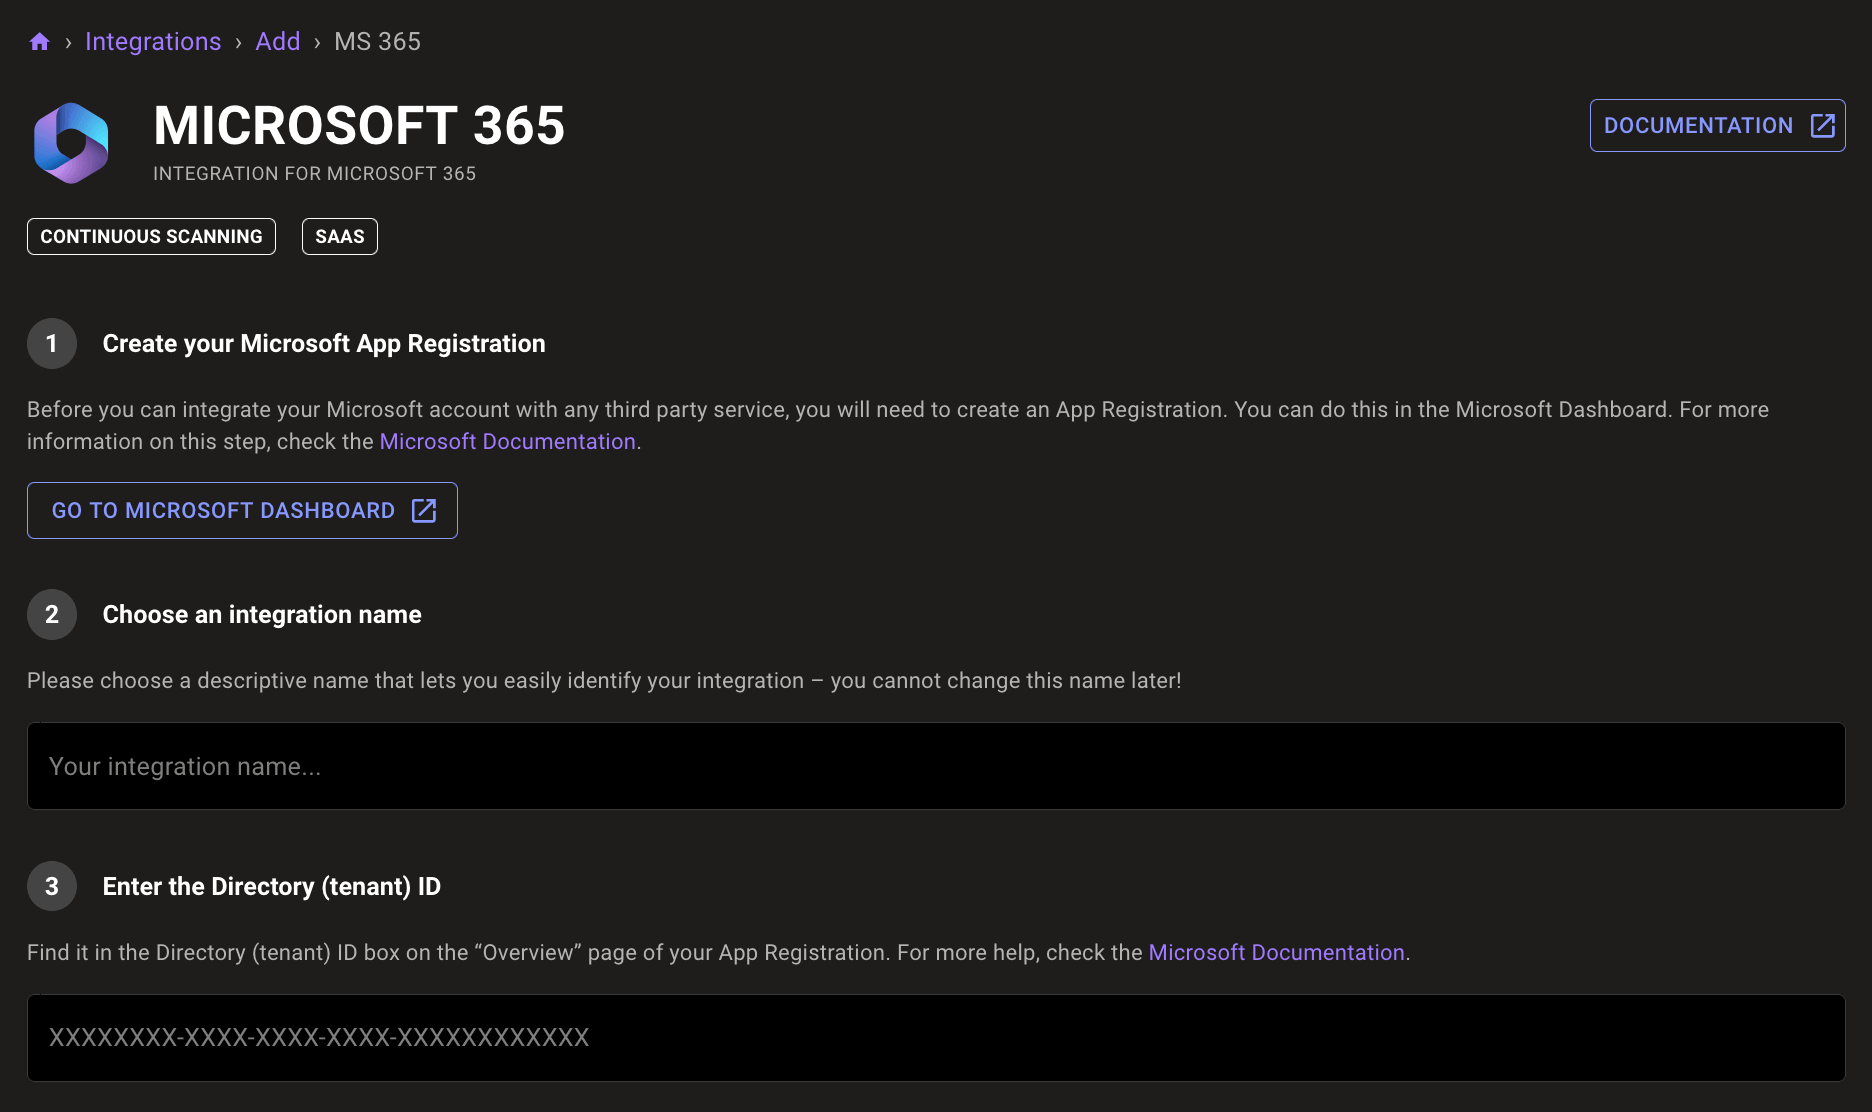 › Integrations › Add › MS 365
MICROSOFT 365
DOCUMENTATION
INTEGRATION FOR MICROSOFT 365
CONTINUOUS SCANNING
SAAS
1 Create your Microsoft App Registration
Before you can integrate your Microsoft account with any third party service, you will need to create an App Registration. You can do this in the Microsoft Dashboard. For more
information on this step, check the Microsoft Documentation.
GO TO MICROSOFT DASHBOARD
2 Choose an integration name
Please choose a descriptive name that lets you easily identify your integration – you cannot change this name later!
Your integration name...
3 Enter the Directory (tenant) ID
Find it in the Directory (tenant) ID box on the “Overview” page of your App Registration. For more help, check the Microsoft Documentation.
XXXXXXXX-XXXX-XXXX-XXXX-XXXXXXXXXXXX